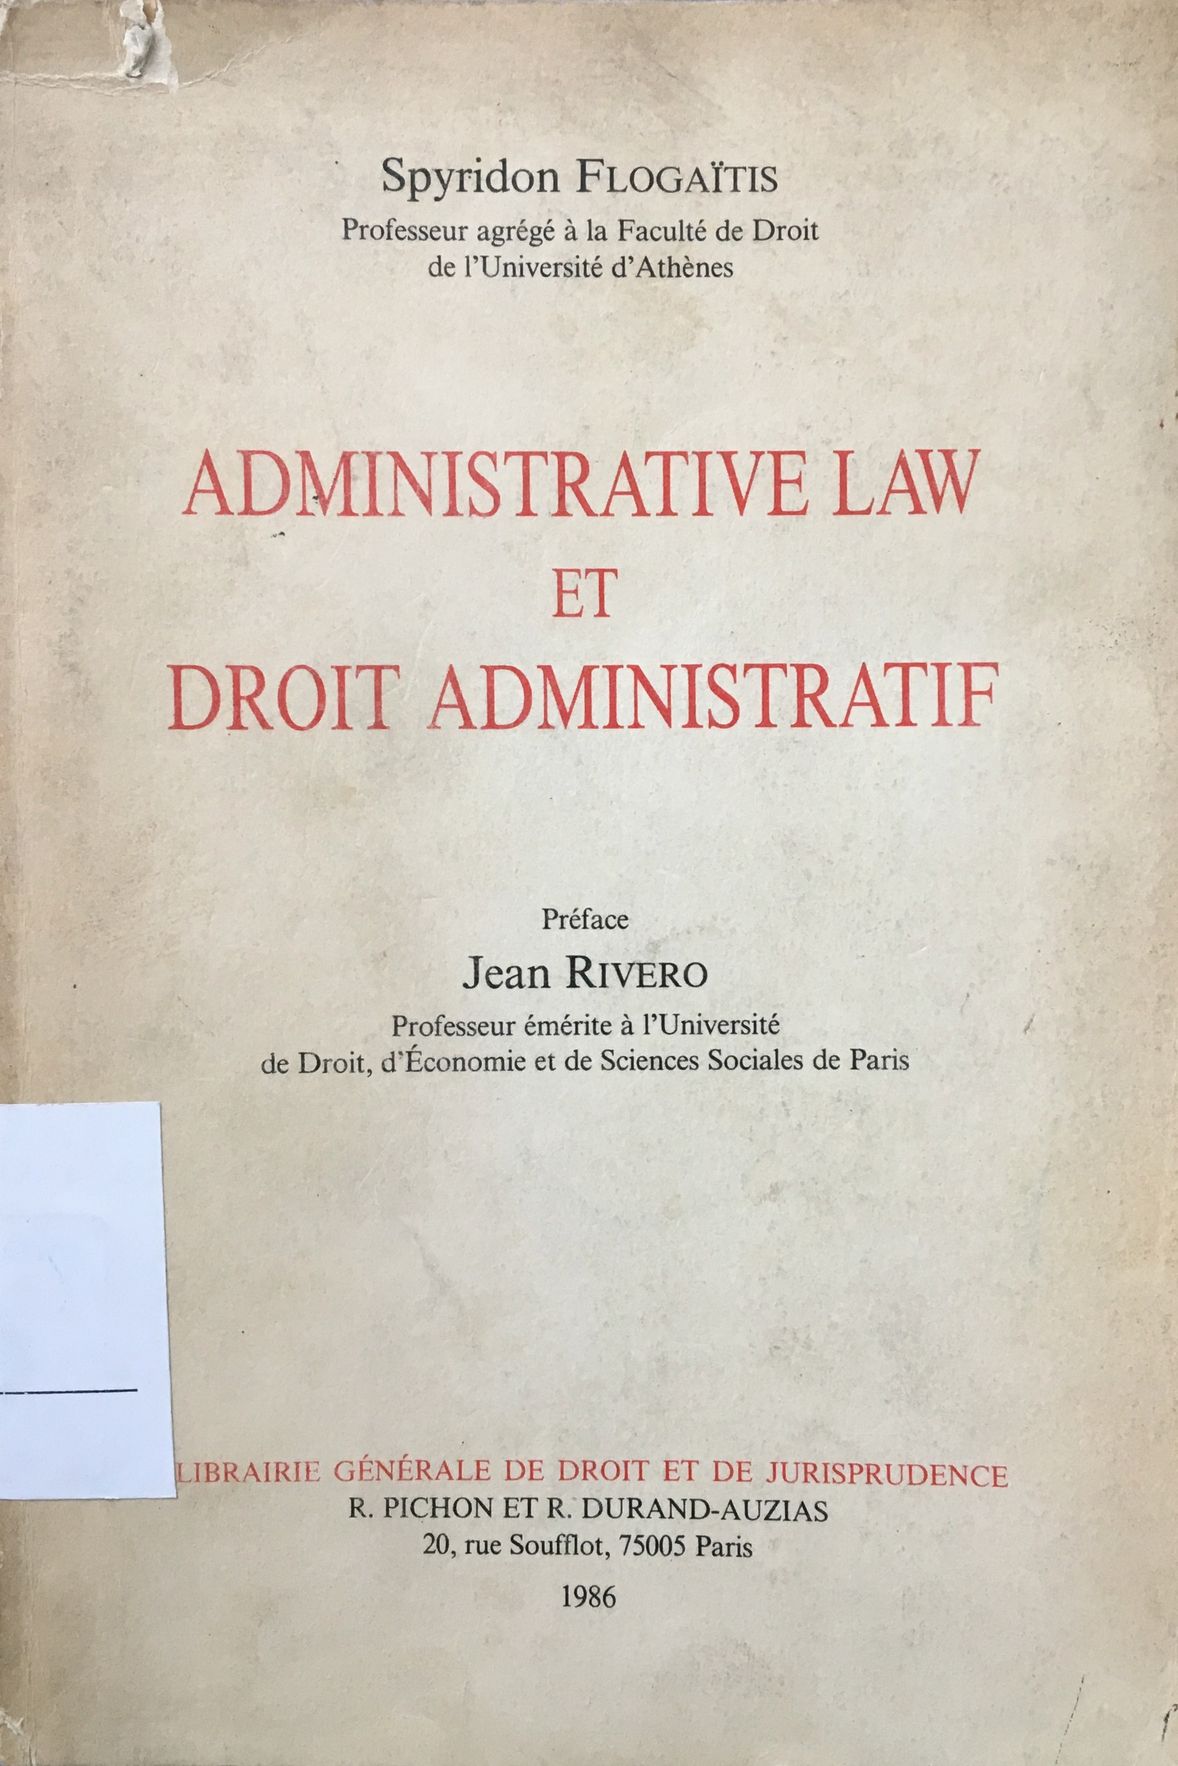 Spyridon FLOGAÏTIS
Professeur agrégé à la Faculté de Droit
de l'Université d'Athènes
ADMINISTRATIVE LAW
ET
DROIT ADMINISTRATIF
Préface
Jean RIVERO
Professeur émérite à l'Université
de Droit, d'Économie et de Sciences Sociales de Paris
LIBRAIRIE GÉNÉRALE DE DROIT ET DE JURISPRUDENCE
R. PICHON ET R. DURAND-AUZIAS
20, rue Soufflot, 75005 Paris
1986